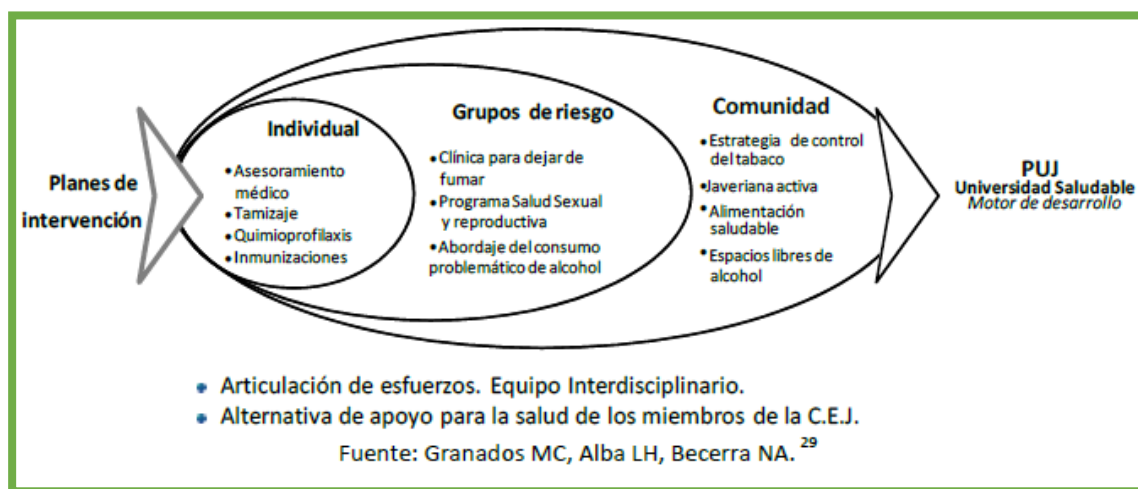 Planes de
intervención
Individual
•Asesoramiento
médico
•Tamizaje
•Quimioprofilaxis
•Inmunizaciones
Grupos de riesgo
•Clínica para dejar de
fumar
•Programa Salud Sexual
y reproductiva
•Abordaje del consumo
problemático de alcohol
Comunidad
•Estrategia de control
del tabaco
•Javeriana activa
•Alimentación
saludable
•Espacios libres de
alcohol
PUJ
Universidad Saludable
Motor de desarrollo
• Articulación de esfuerzos. Equipo Interdisciplinario.
• Alternativa de apoyo para la salud de los miembros de la C.E.J.
Fuente: Granados MC, Alba LH, Becerra NA. 29